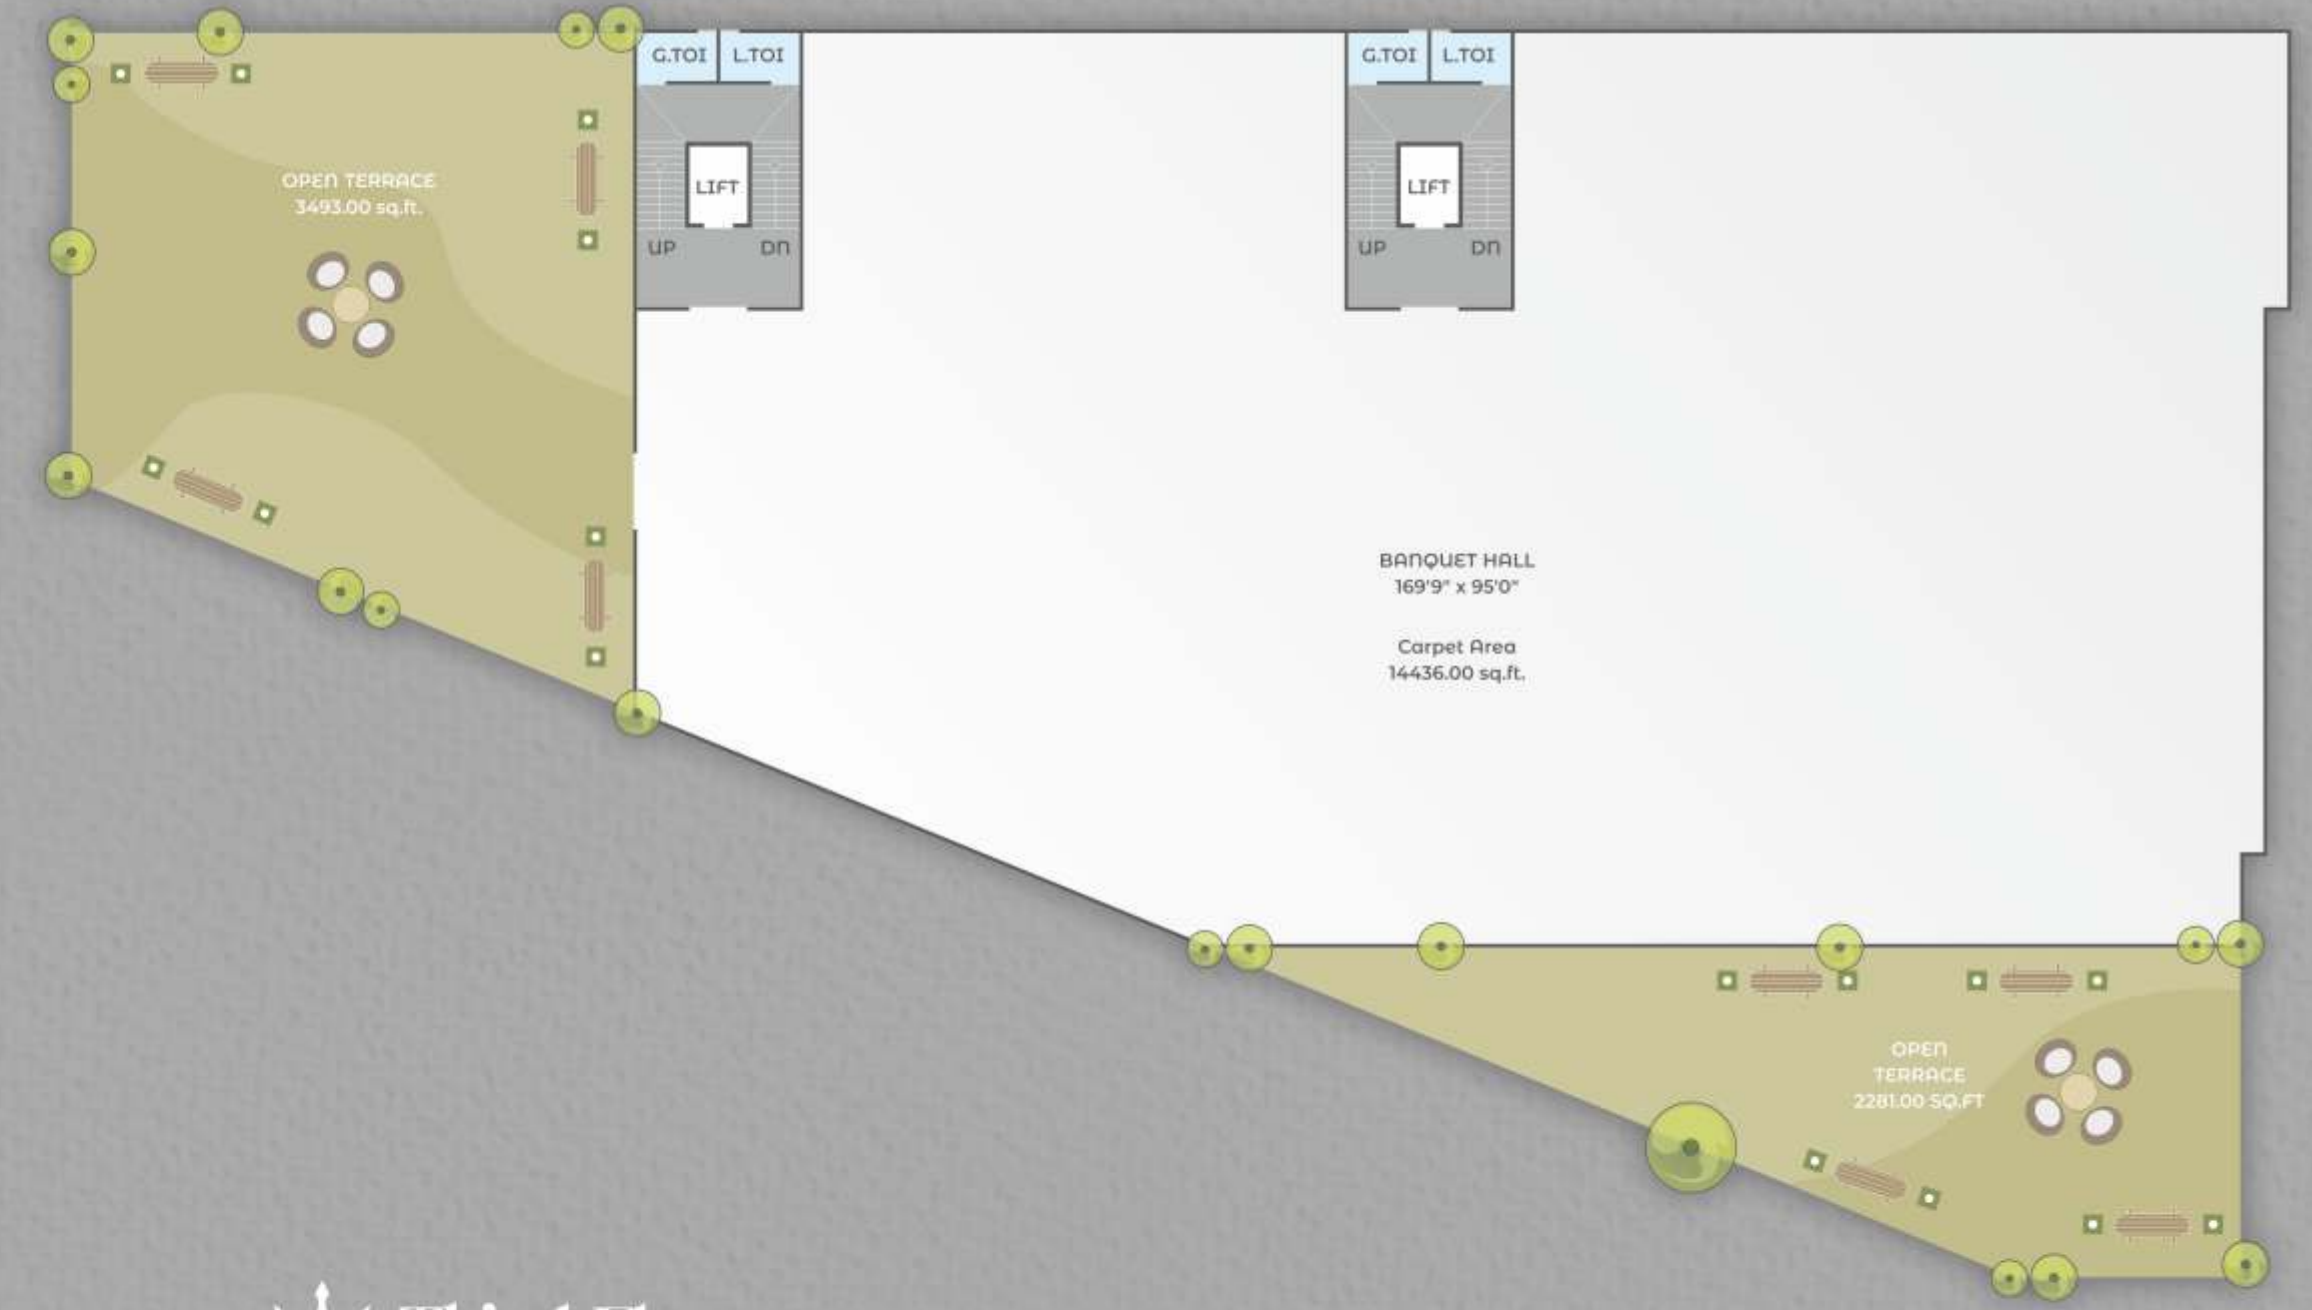 G.TOI
L.TOI
LIFT
UP
DN
G.TOI
L.TOI
LIFT
UP
DN
OPEN TERRACE
3493.00 sq.ft.
BANQUET HALL
169'9" x 95'0"
Carpet Area
14436.00 sq.ft.
OPEN
TERRACE
2281.00 SQ.FT